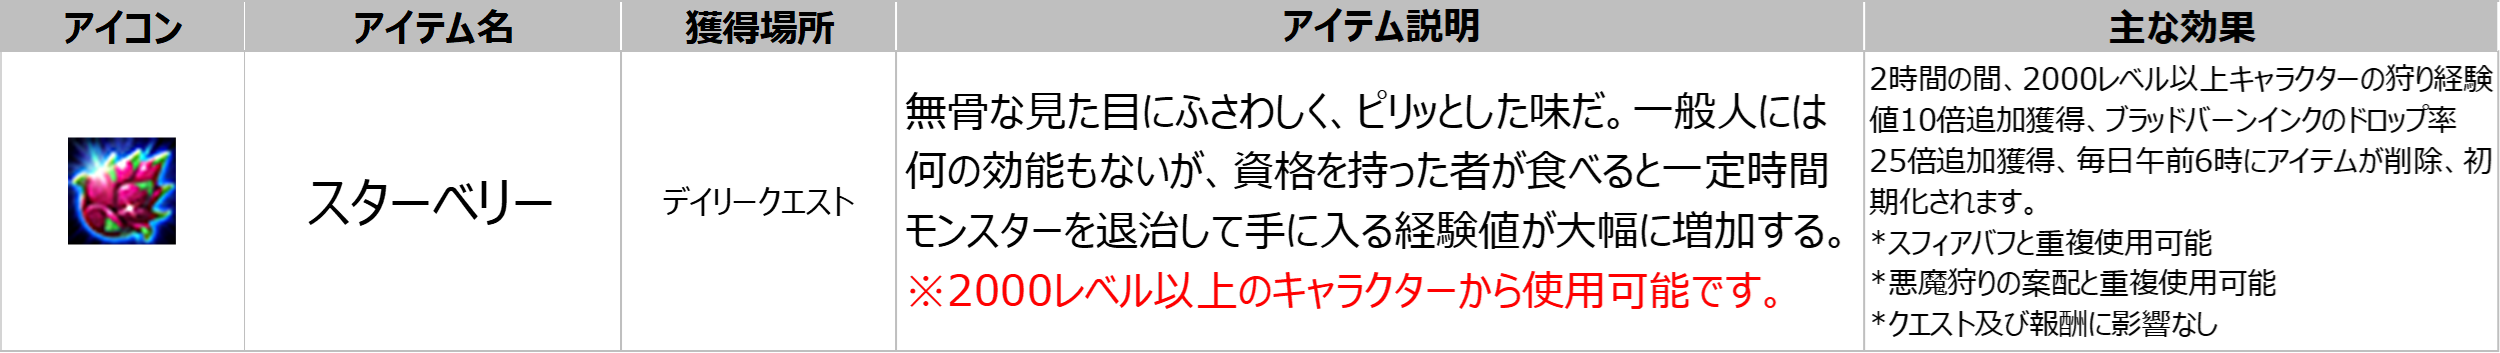 アイコン
アイテム名
獲得場所
アイテム説明
主な効果
スターベリー
デイリークエスト
無骨な見た目にふさわしく、ピリッとした味だ。一般人には
何の効能もないが、資格を持った者が食べると一定時間
モンスターを退治して手に入る経験値が大幅に増加する。
※2000レベル以上のキャラクターから使用可能です。
2時間の間、2000レベル以上キャラクターの狩り経験
値10倍追加獲得、ブラッドバーンインクのドロップ率
25倍追加獲得、毎日午前6時にアイテムが削除、初
期化されます。
*スフィアバフと重複使用可能
*悪魔狩りの案配と重複使用可能
*クエスト及び報酬に影響なし